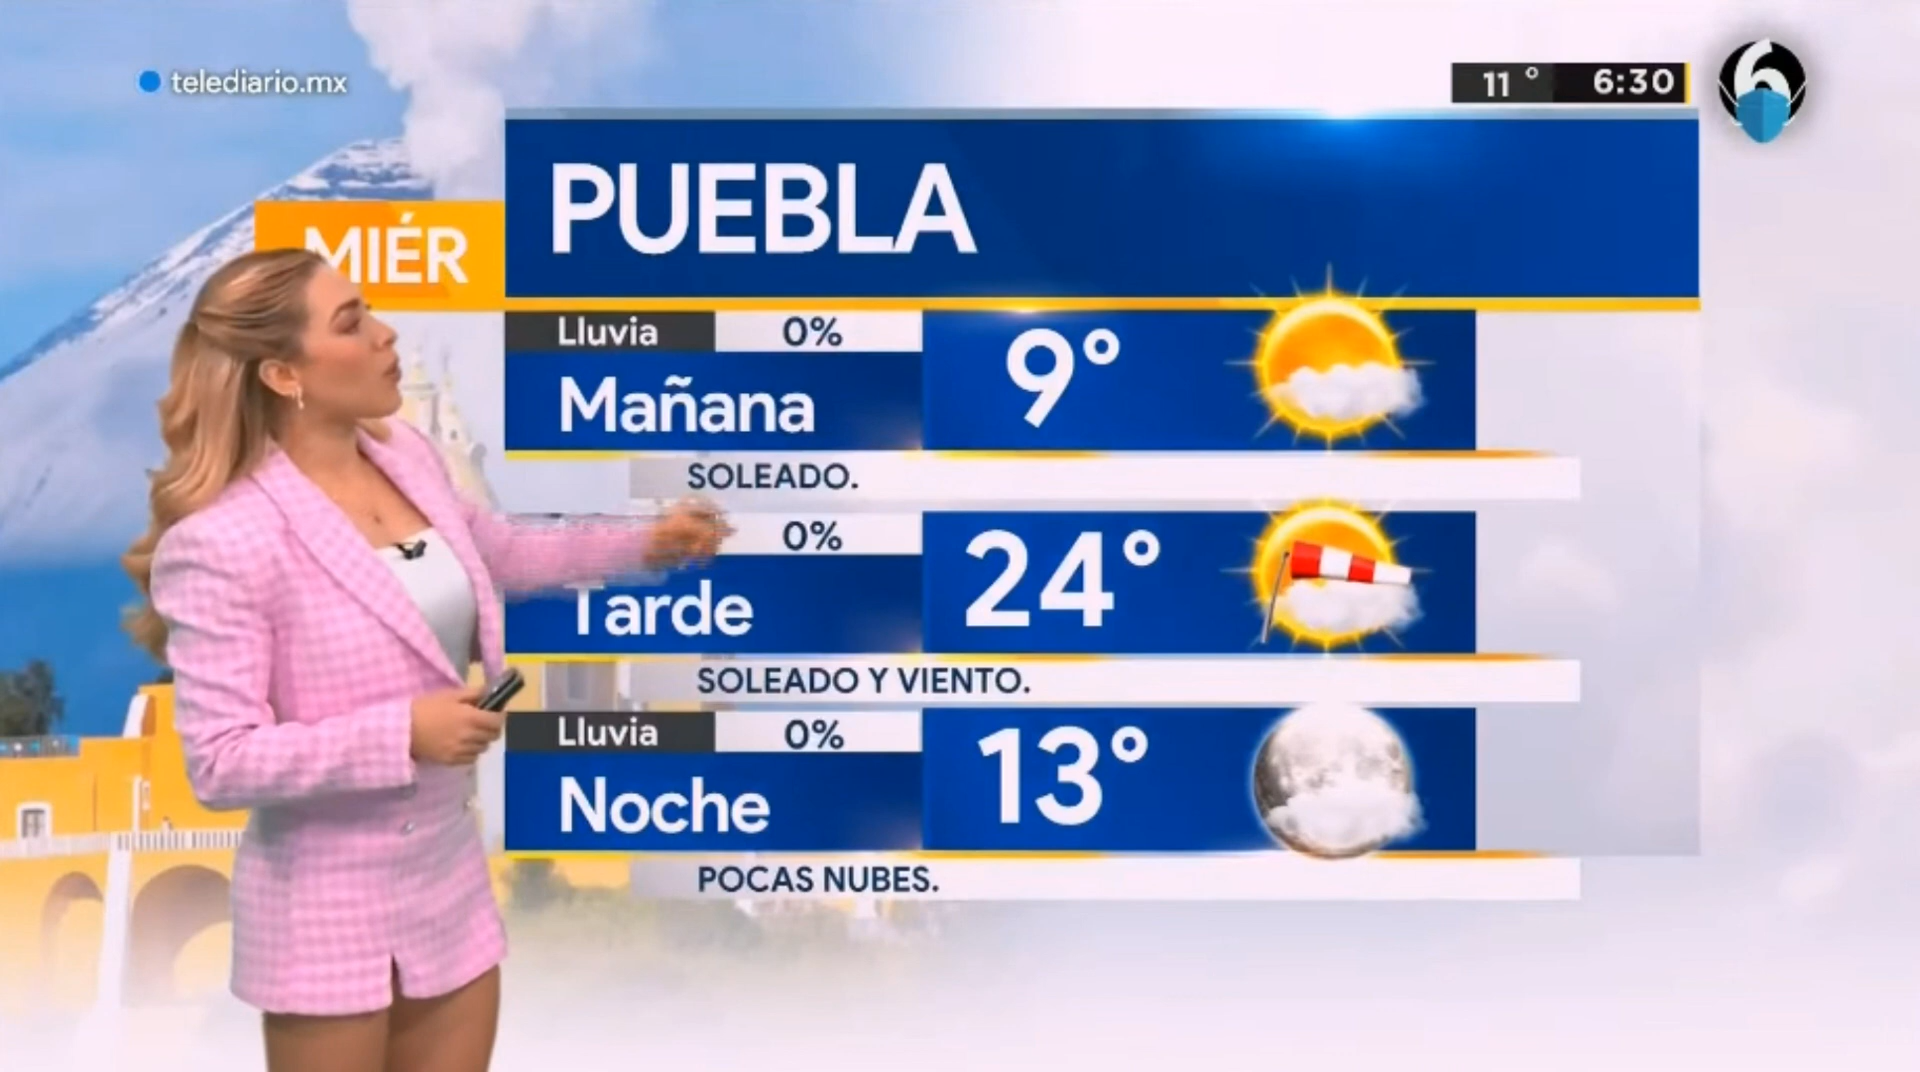 telediario.mx
11° 6:30
6
MIÉR
PUEBLA
Lluvia 0%
Mañana 9°
SOLEADO.
0%
Tarde 24°
SOLEADO Y VIENTO.
Lluvia 0%
Noche 13°
POCAS NUBES.